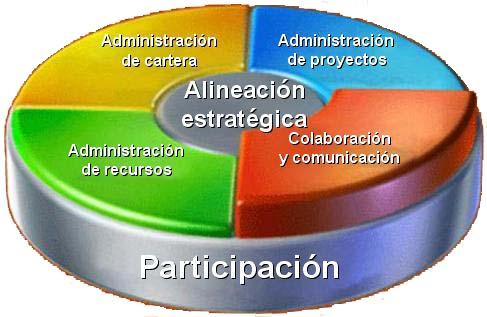 Administración
de cartera
Administración
de proyectos
Alineación
estratégica
Administración
de recursos
Colaboración
y comunicación
Participación